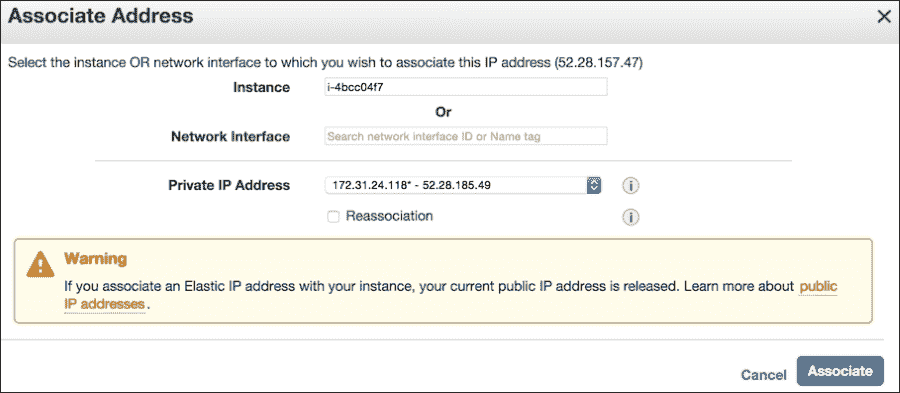 Associate Address
Select the instance OR network interface to which you wish to associate this IP address (52.28.157.47)
Instance i-4bcc04f7
Or
Network Interface Search network interface ID or Name tag
Private IP Address 172.31.24.118* - 52.28.185.49
Reassociation
Warning
If you associate an Elastic IP address with your instance, your current public IP address is released. Learn more about public
IP addresses.
Cancel Associate